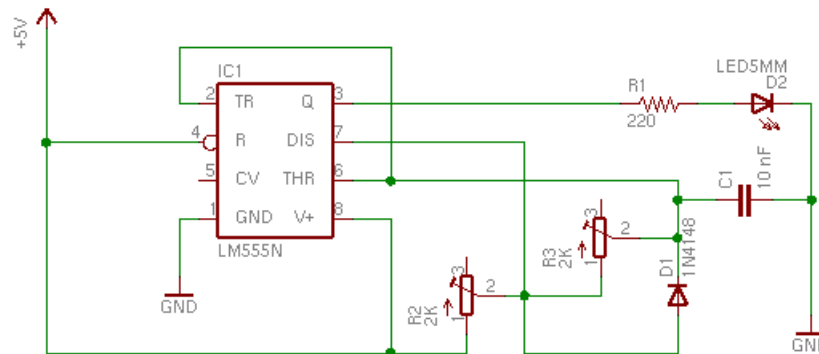 +5V
IC1
2 TR Q 3
4 R DIS 7
5 CV THR 6
1 GND V+ 8
LM555N
GND
R1
220
LED5MM
D2
C1
10 nF
3
2
1
R3
2K
D1
1N4148
3
2
1
R2
2K
GND